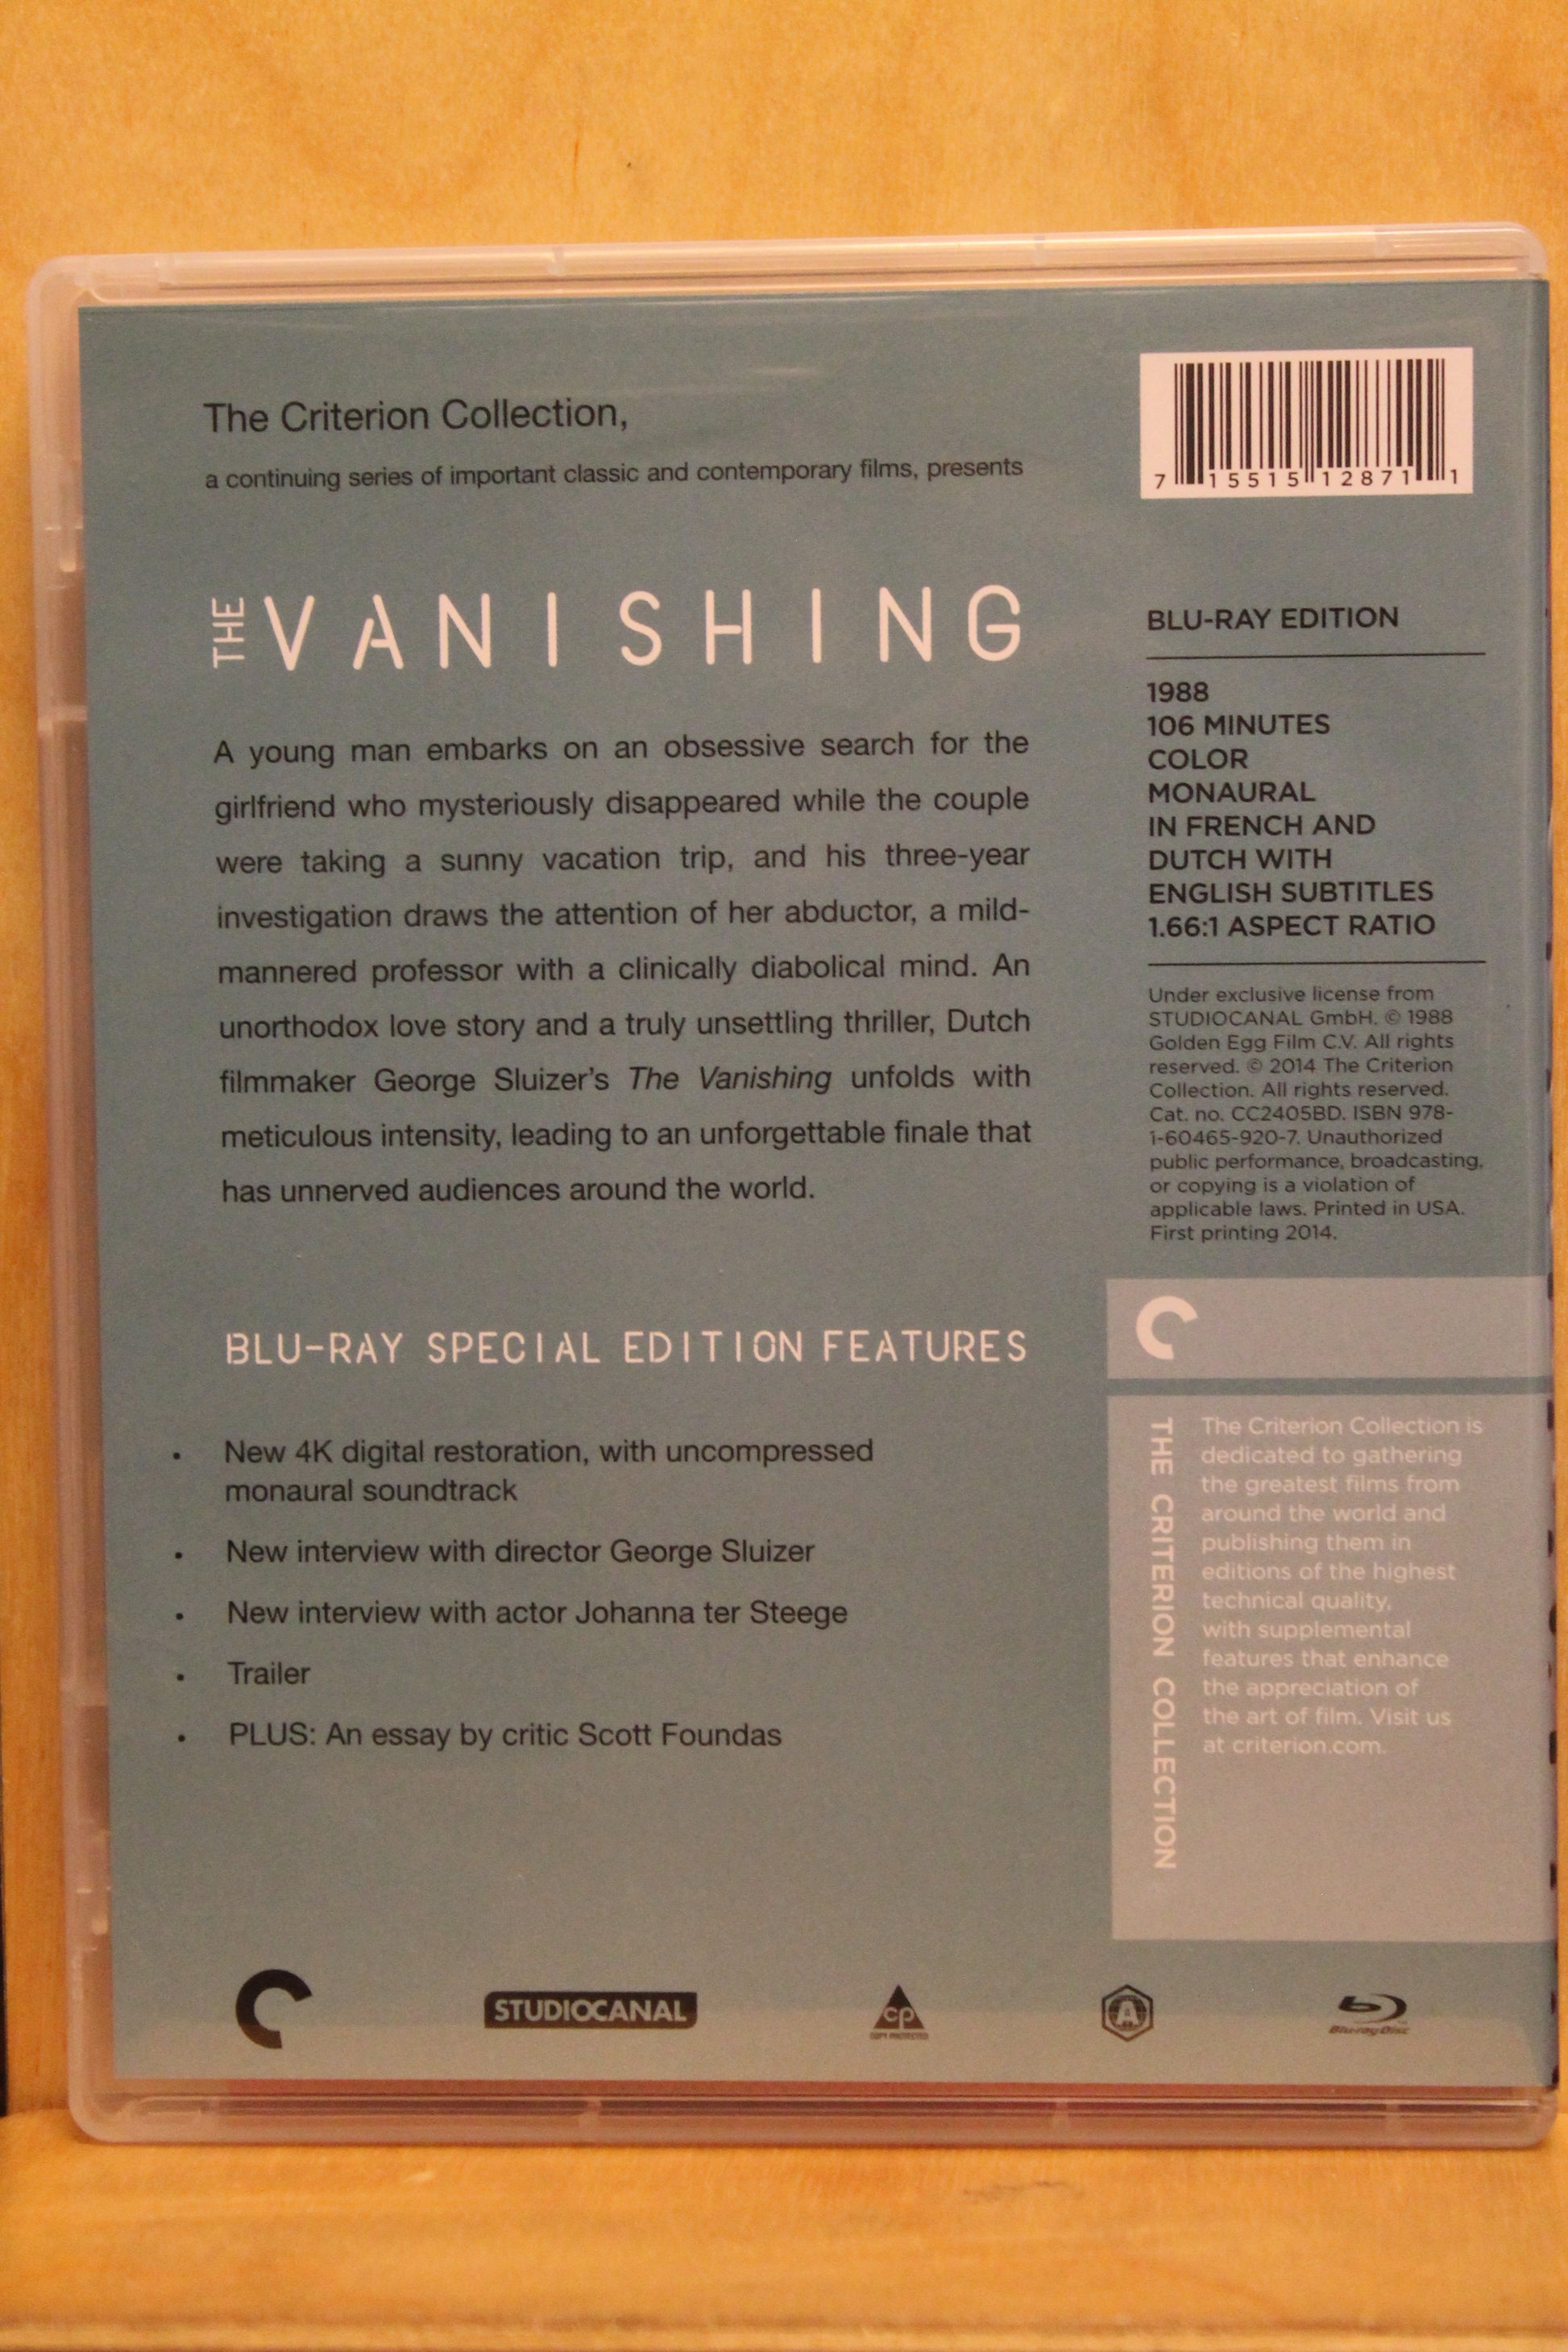 The Criterion Collection,
a continuing series of important classic and contemporary films, presents
THE VANISHING
A young man embarks on an obsessive search for the
girlfriend who mysteriously disappeared while the couple
were taking a sunny vacation trip, and his three-year
investigation draws the attention of her abductor, a mild-
mannered professor with a clinically diabolical mind. An
unorthodox love story and a truly unsettling thriller, Dutch
filmmaker George Sluizer's The Vanishing unfolds with
meticulous intensity, leading to an unforgettable finale that
has unnerved audiences around the world.
BLU-RAY SPECIAL EDITION FEATURES
• New 4K digital restoration, with uncompressed
monaural soundtrack
• New interview with director George Sluizer
• New interview with actor Johanna ter Steege
• Trailer
• PLUS: An essay by critic Scott Foundas
7 15515 12871 1
BLU-RAY EDITION
1988
106 MINUTES
COLOR
MONAURAL
IN FRENCH AND
DUTCH WITH
ENGLISH SUBTITLES
1.66:1 ASPECT RATIO
Under exclusive license from
STUDIOCANAL GmbH. © 1988
Golden Egg Film C.V. All rights
reserved. © 2014 The Criterion
Collection. All rights reserved.
Cat. no. CC2405BD. ISBN 978-
1-60465-920-7. Unauthorized
public performance, broadcasting,
or copying is a violation of
applicable laws. Printed in USA.
First printing 2014.
THE CRITERION COLLECTION
The Criterion Collection is
dedicated to gathering
the greatest films from
around the world and
publishing them in
editions of the highest
technical quality,
with supplemental
features that enhance
the appreciation of
the art of film. Visit us
at criterion.com.
STUDIOCANAL
cp
COPY PROTECTED
A
Blu-ray Disc